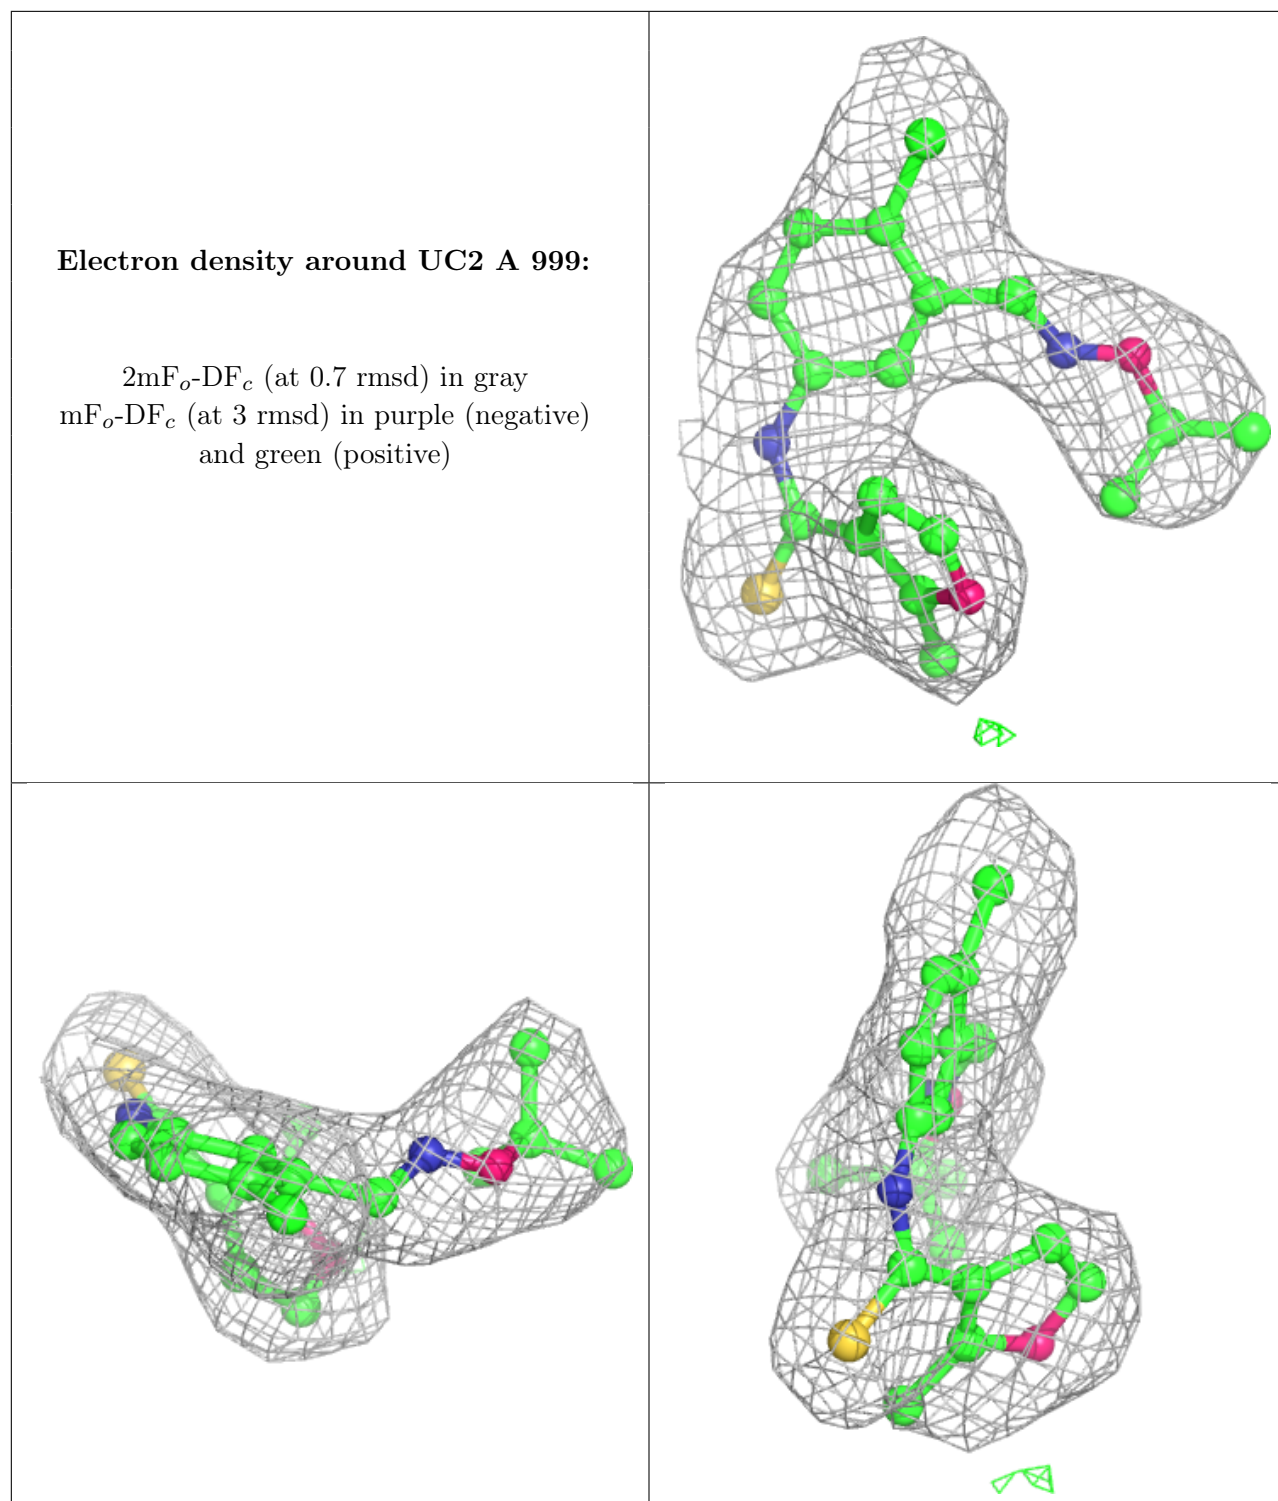 Electron density around UC2 A 999:
2mFₒ-DF𝑐 (at 0.7 rmsd) in gray
mFₒ-DF𝑐 (at 3 rmsd) in purple (negative)
and green (positive)